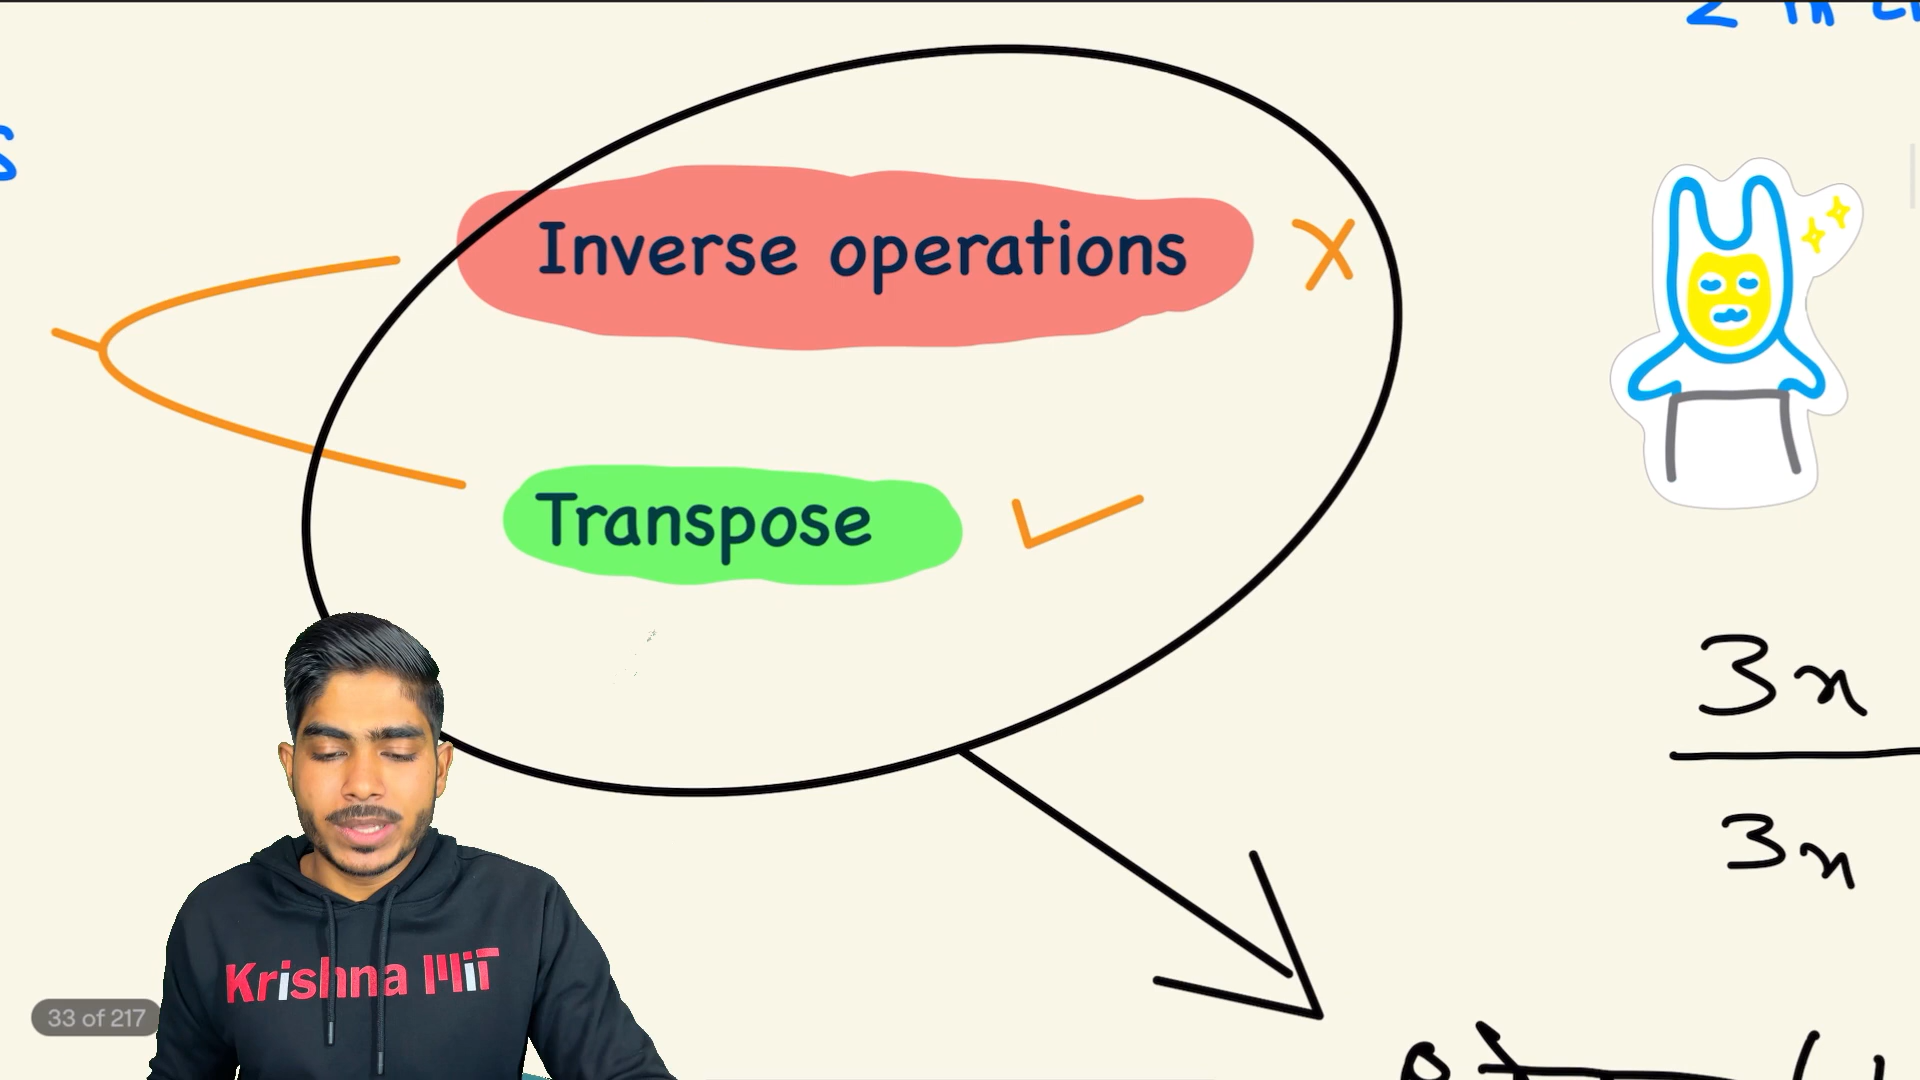 Inverse operations X
Transpose
3x
3x
Krishna MiT
33 of 217